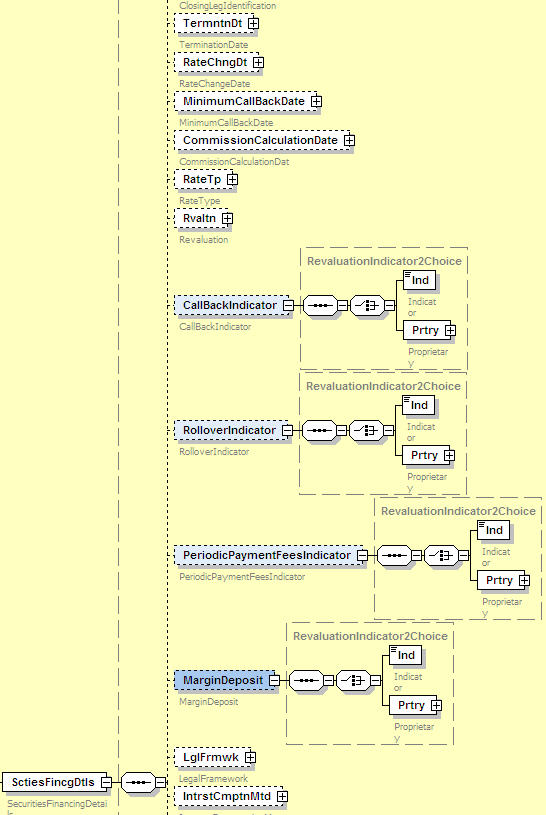 ClosingLegIdentification
TermntnDt
TerminationDate
RateChngDt
RateChangeDate
MinimumCallBackDate
MinimumCallBackDate
CommissionCalculationDate
CommissionCalculationDat
RateTp
RateType
Rvaltn
Revaluation
RevaluationIndicator2Choice
Ind
Indicat
or
CallBackIndicator
CallBackIndicator
Prtry
Proprietar
y
RevaluationIndicator2Choice
Ind
Indicat
or
RolloverIndicator
RolloverIndicator
Prtry
Proprietar
y
RevaluationIndicator2Choice
Ind
Indicat
or
PeriodicPaymentFeesIndicator
PeriodicPaymentFeesIndicator
Prtry
Proprietar
y
RevaluationIndicator2Choice
Ind
Indicat
or
MarginDeposit
MarginDeposit
Prtry
Proprietar
y
LglFrmwk
LegalFramework
SctiesFincgDtls
SecuritiesFinancingDetai
ls
IntrstCmptnMtd